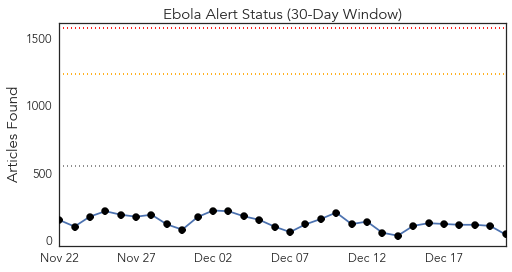 Ebola Alert Status (30-Day Window)
1500
1000
500
0
Articles Found
Nov 22 Nov 27 Dec 02 Dec 07 Dec 12 Dec 17